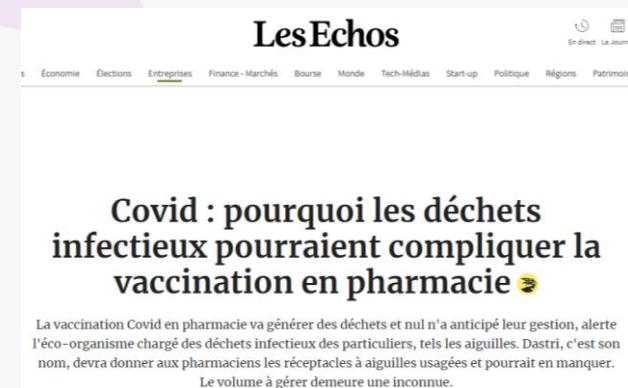 Les Echos
En direct Le Journ
s Économie Élections Entreprises Finance - Marchés Bourse Monde Tech-Médias Start-up Politique Régions Patrimoi
Covid : pourquoi les déchets
infectieux pourraient compliquer la
vaccination en pharmacie
La vaccination Covid en pharmacie va générer des déchets et nul n'a anticipé leur gestion, alerte
l'éco-organisme chargé des déchets infectieux des particuliers, tels les aiguilles. Dastri, c'est son
nom, devra donner aux pharmaciens les réceptacles à aiguilles usagées et pourrait en manquer.
Le volume à gérer demeure une inconnue.